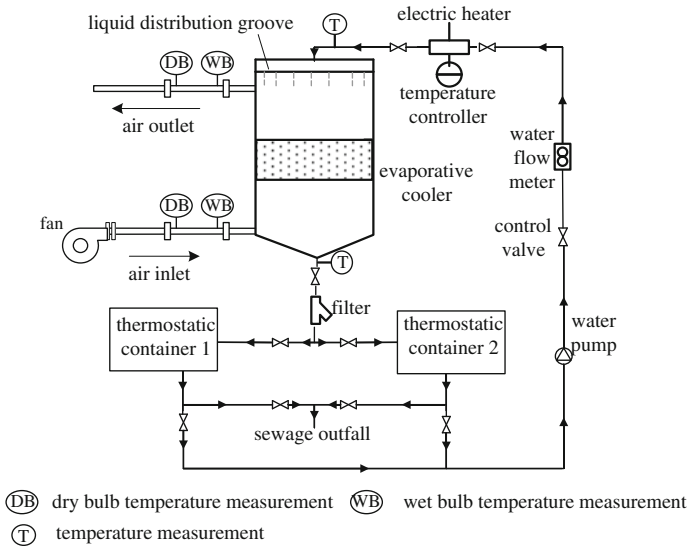 electric heater
liquid distribution groove
T
DB
WB
temperature
controller
air outlet
water
flow
meter
evaporative
cooler
DB
WB
fan
control
valve
air inlet
T
filter
thermostatic
container 1
thermostatic
container 2
water
pump
sewage outfall
DB dry bulb temperature measurement
WB wet bulb temperature measurement
T temperature measurement